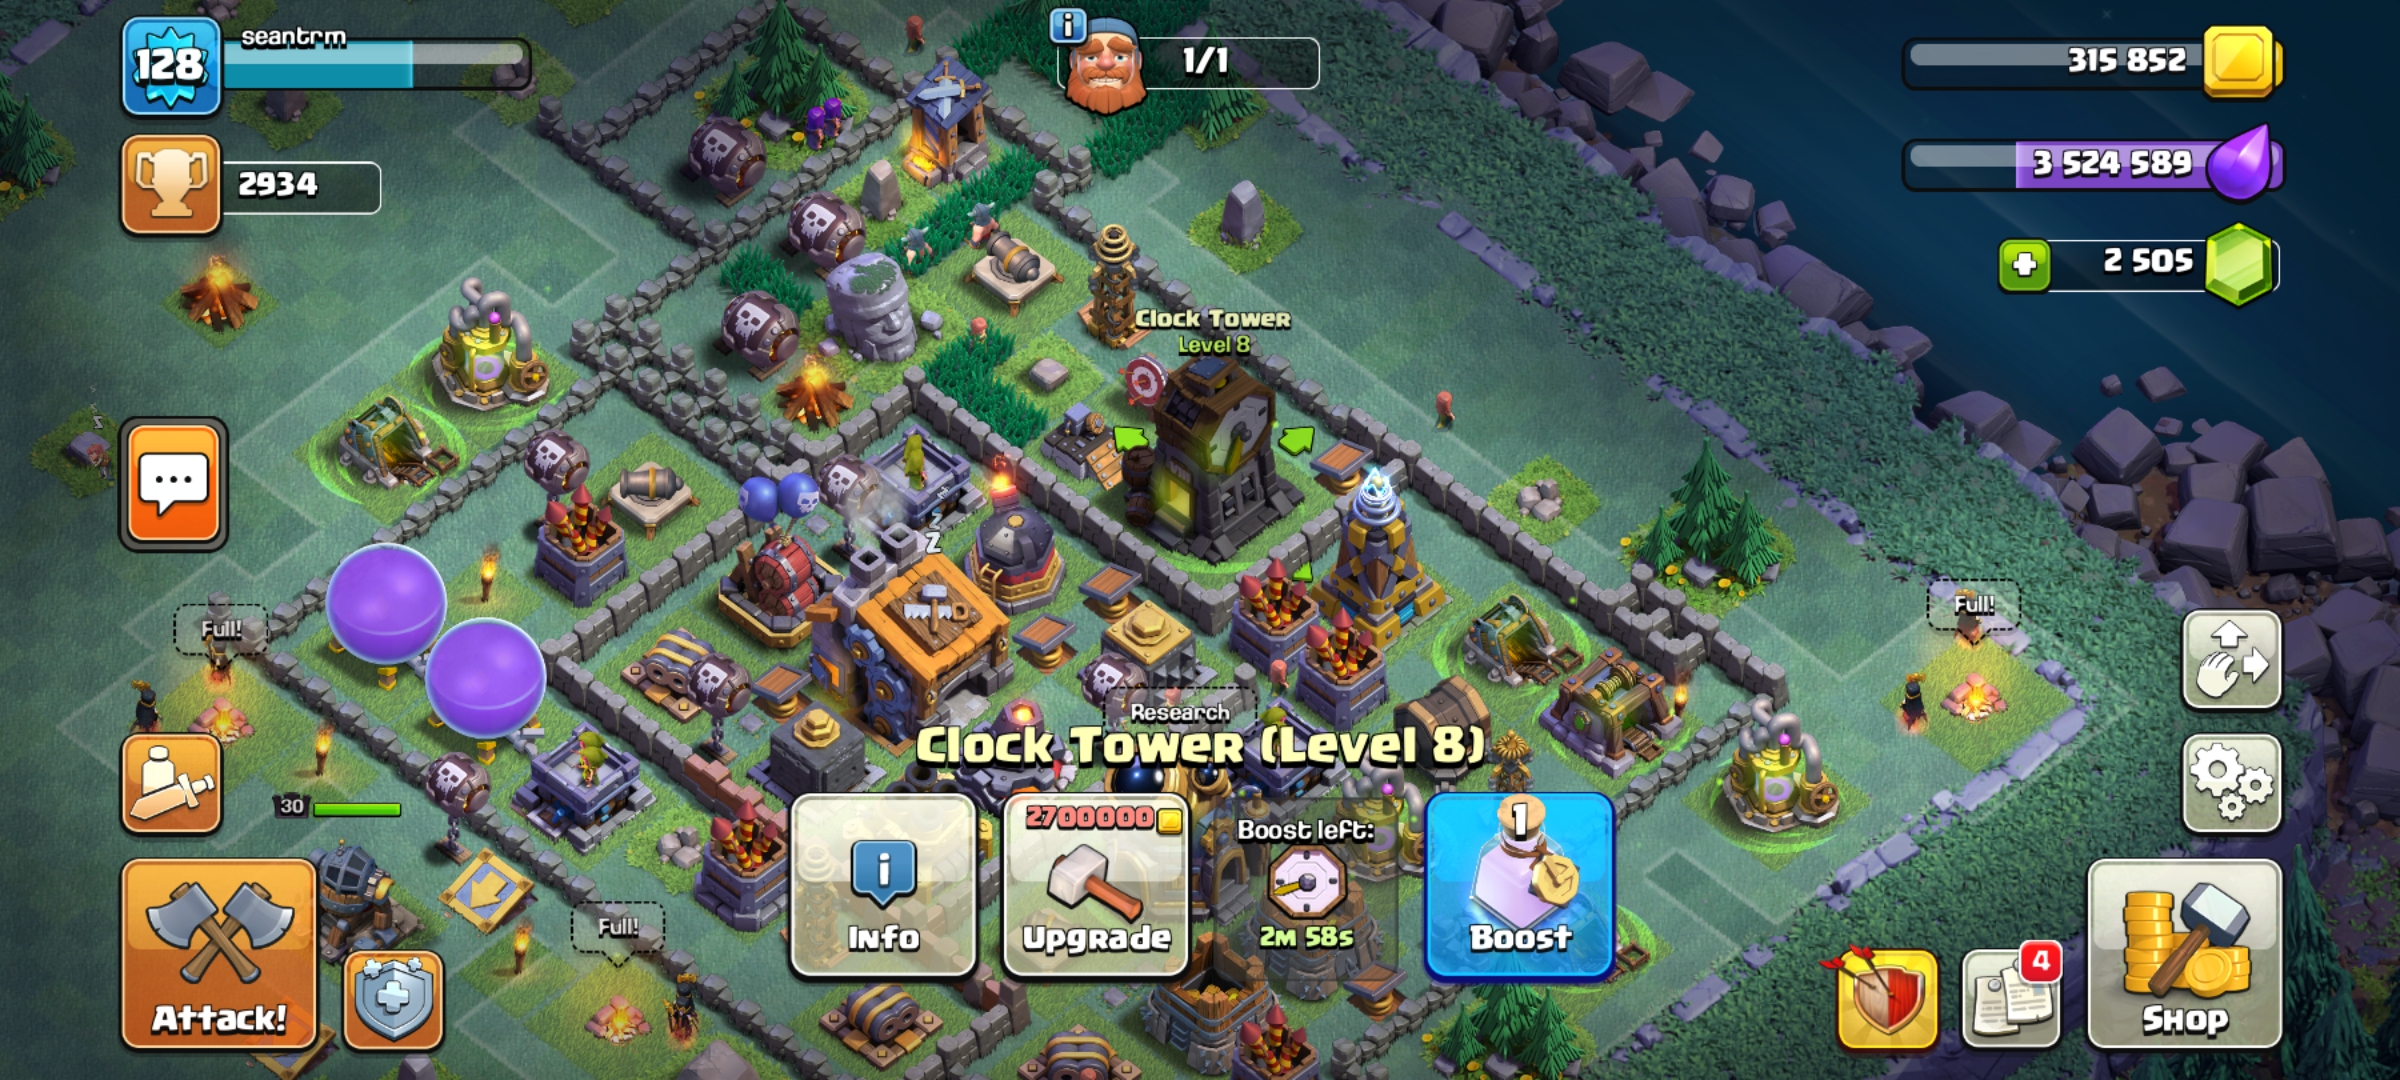 128
seantrm
2934
1/1
315 852
3 524 589
2 505
Clock Tower
Level 8
Full!
Full!
Research
Clock Tower (Level 8)
30
Info
2700000
Upgrade
Boost left:
2m 58s
1
Boost
Full!
Attack!
4
Shop
z
z